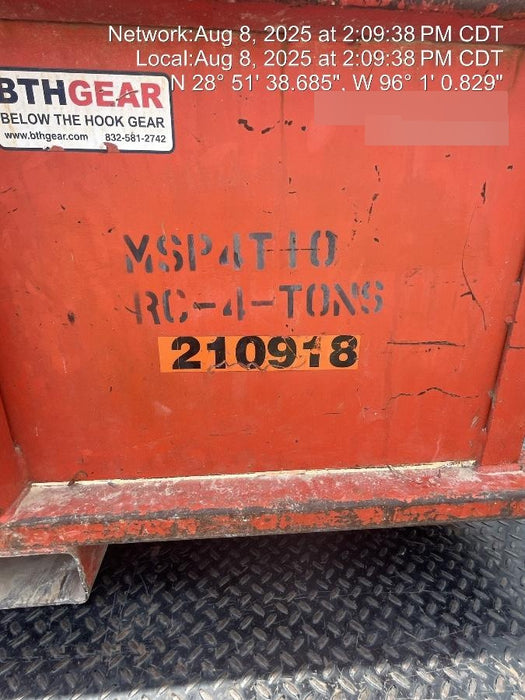 Network:Aug 8, 2025 at 2:09:38 PM CDT
Local:Aug 8, 2025 at 2:09:38 PM CDT
N 28° 51' 38.685", W 96° 1' 0.829"
BTHGEAR
BELOW THE HOOK GEAR
www.bthgear.com 832-581-2742
MSP4T10
RC-4-TONS
210918